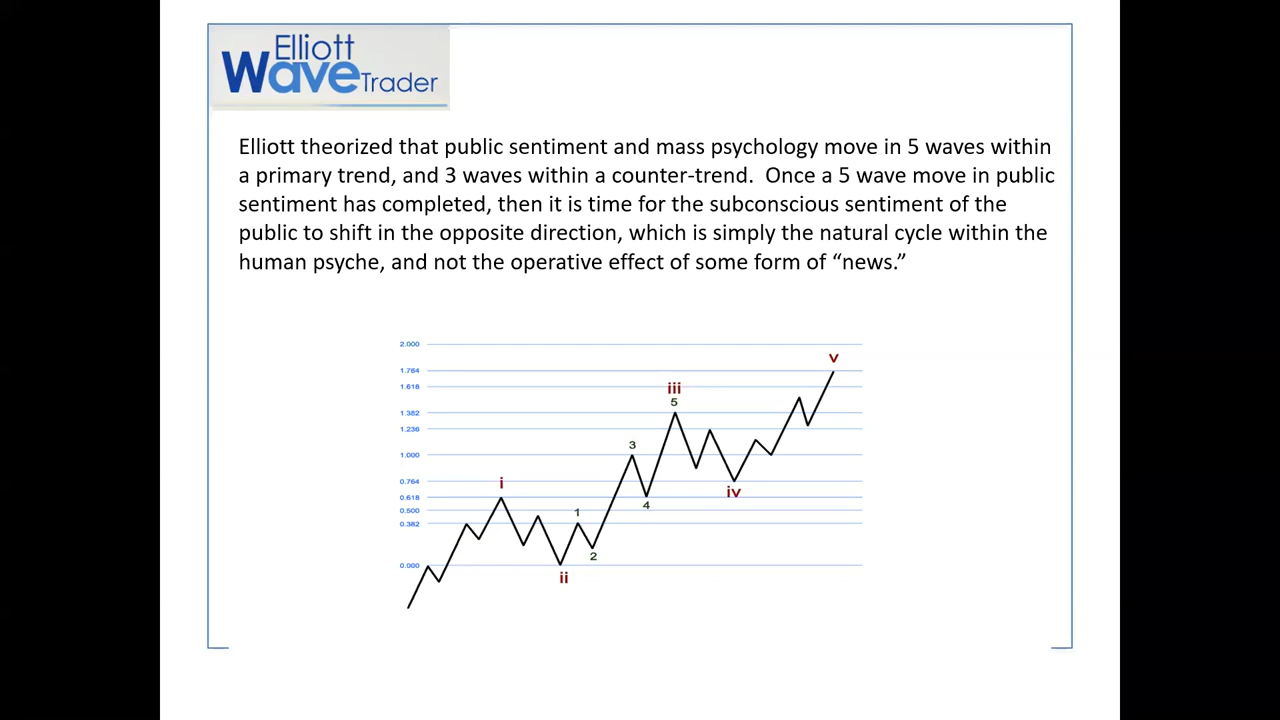 Elliott
Wave Trader
Elliott theorized that public sentiment and mass psychology move in 5 waves within
a primary trend, and 3 waves within a counter-trend.  Once a 5 wave move in public
sentiment has completed, then it is time for the subconscious sentiment of the
public to shift in the opposite direction, which is simply the natural cycle within the
human psyche, and not the operative effect of some form of “news.”
2.000
v
1.764
iii
1.618
5
1.382
1.236
3
1.000
i
0.764
iv
0.618
4
0.500
1
0.382
2
0.000
ii